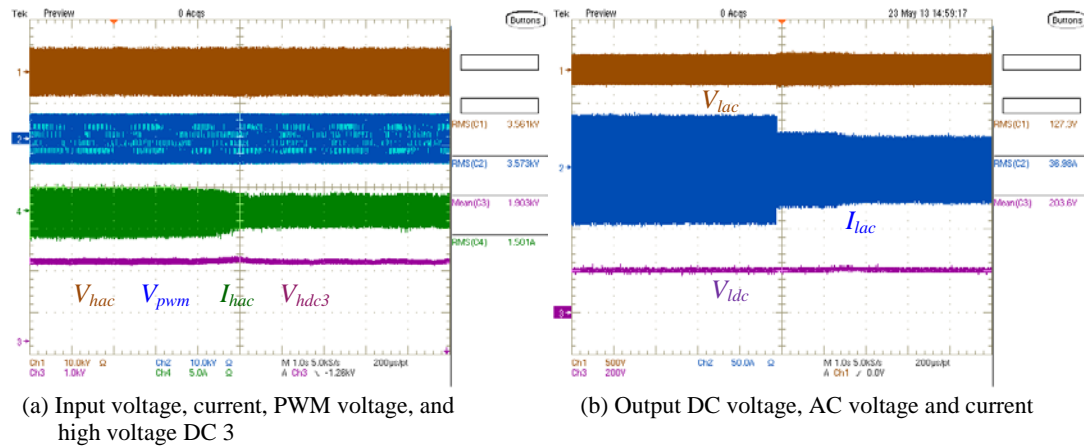 Tek Preview 0 Acqs Buttons
1
RMS(C1) 3.561kV
2
RMS(C2) 3.573kV
Mean(C3) 1.903kV
4
RMS(C4) 1.501A
Vhac Vpwm Ihac Vhdc3
3
Ch1 10.0kV Ω Ch2 10.0kV Ω M 1.0s 5.0kS/s 200µs/pt
Ch3 1.0kV Ch4 5.0A Ω A Ch3 -1.28kV
(a) Input voltage, current, PWM voltage, and
high voltage DC 3
Tek Preview 0 Acqs 23 May 13 14:59:17 Buttons
1
Vlac
RMS(C1) 127.3V
2
RMS(C2) 36.98A
Mean(C3) 203.6V
Ilac
Vldc
3
Ch1 500V Ch2 50.0A Ω M 1.0s 5.0kS/s 200µs/pt
Ch3 200V A Ch1 0.0V
(b) Output DC voltage, AC voltage and current